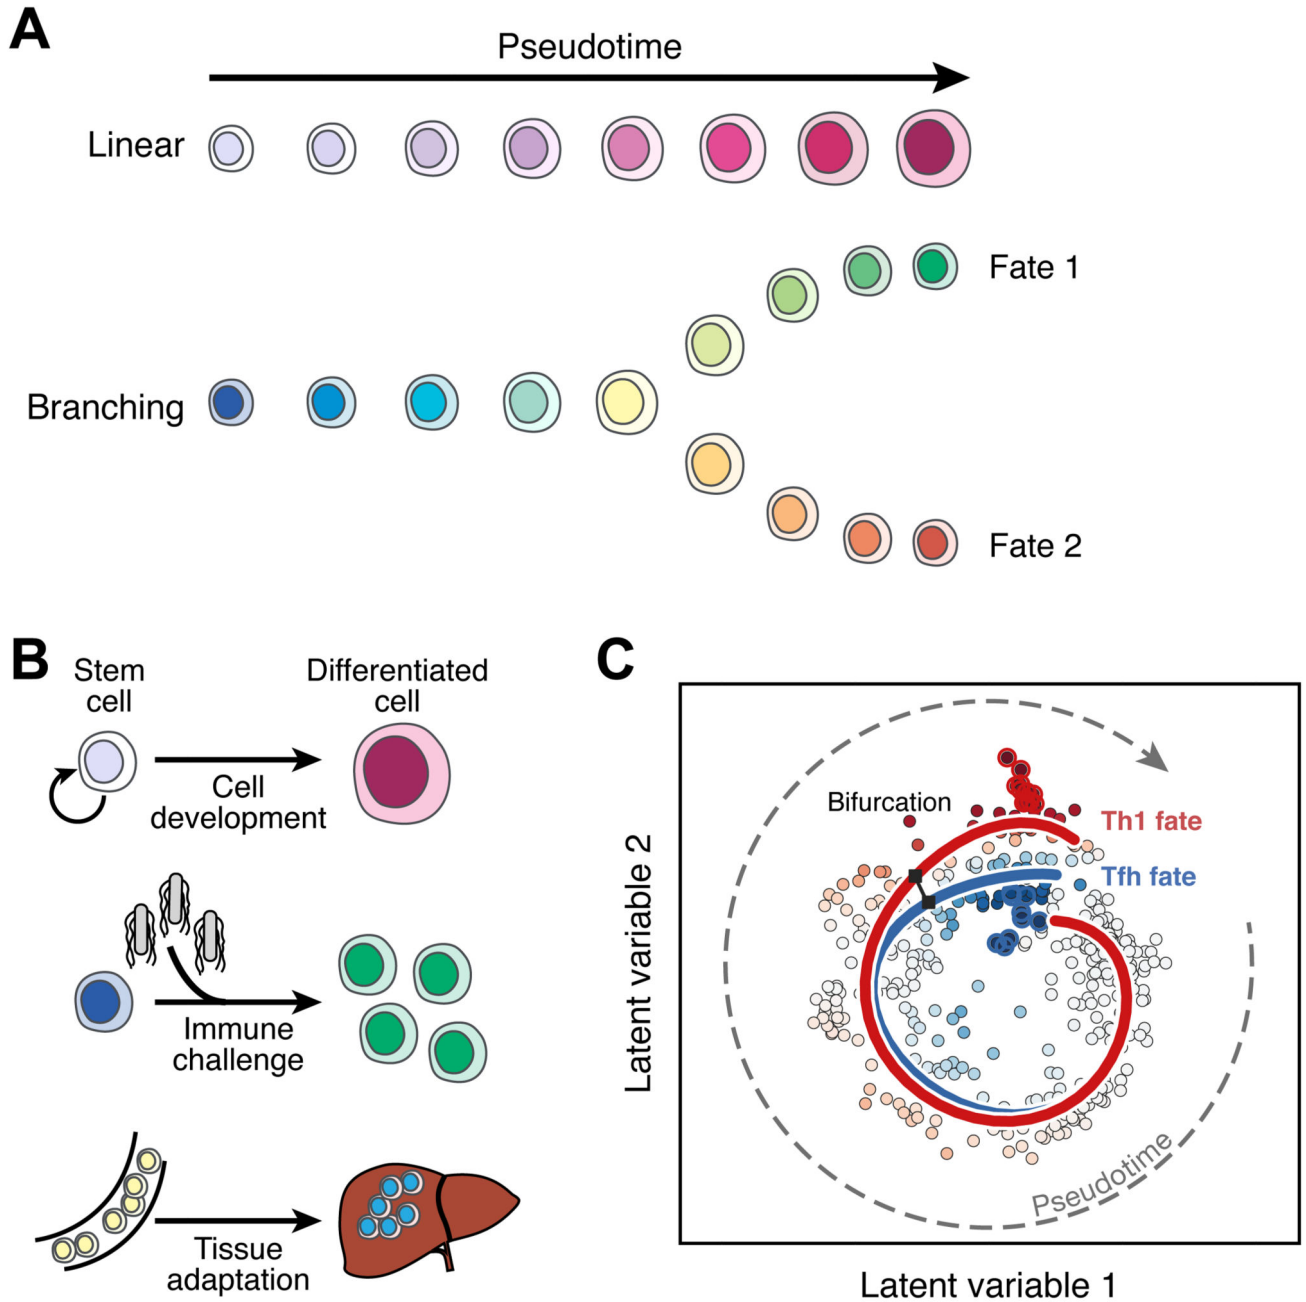 A
Pseudotime
Linear
Fate 1
Branching
Fate 2
B
Stem
cell
Differentiated
cell
Cell
development
Immune
challenge
Tissue
adaptation
C
Bifurcation
Th1 fate
Tfh fate
Pseudotime
Latent variable 2
Latent variable 1